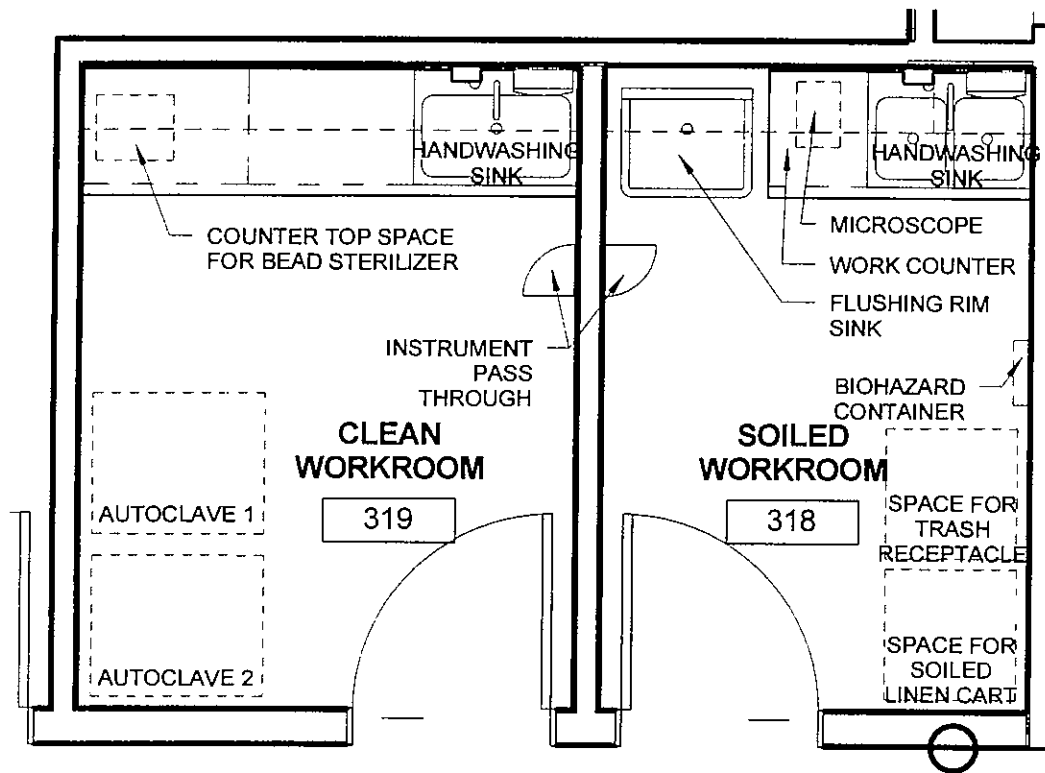 HANDWASHING
SINK
COUNTER TOP SPACE
FOR BEAD STERILIZER
INSTRUMENT
PASS
THROUGH
CLEAN
WORKROOM
319
AUTOCLAVE 1
AUTOCLAVE 2
HANDWASHING
SINK
MICROSCOPE
WORK COUNTER
FLUSHING RIM
SINK
BIOHAZARD
CONTAINER
SOILED
WORKROOM
318
SPACE FOR
TRASH
RECEPTACLE
SPACE FOR
SOILED
LINEN CART